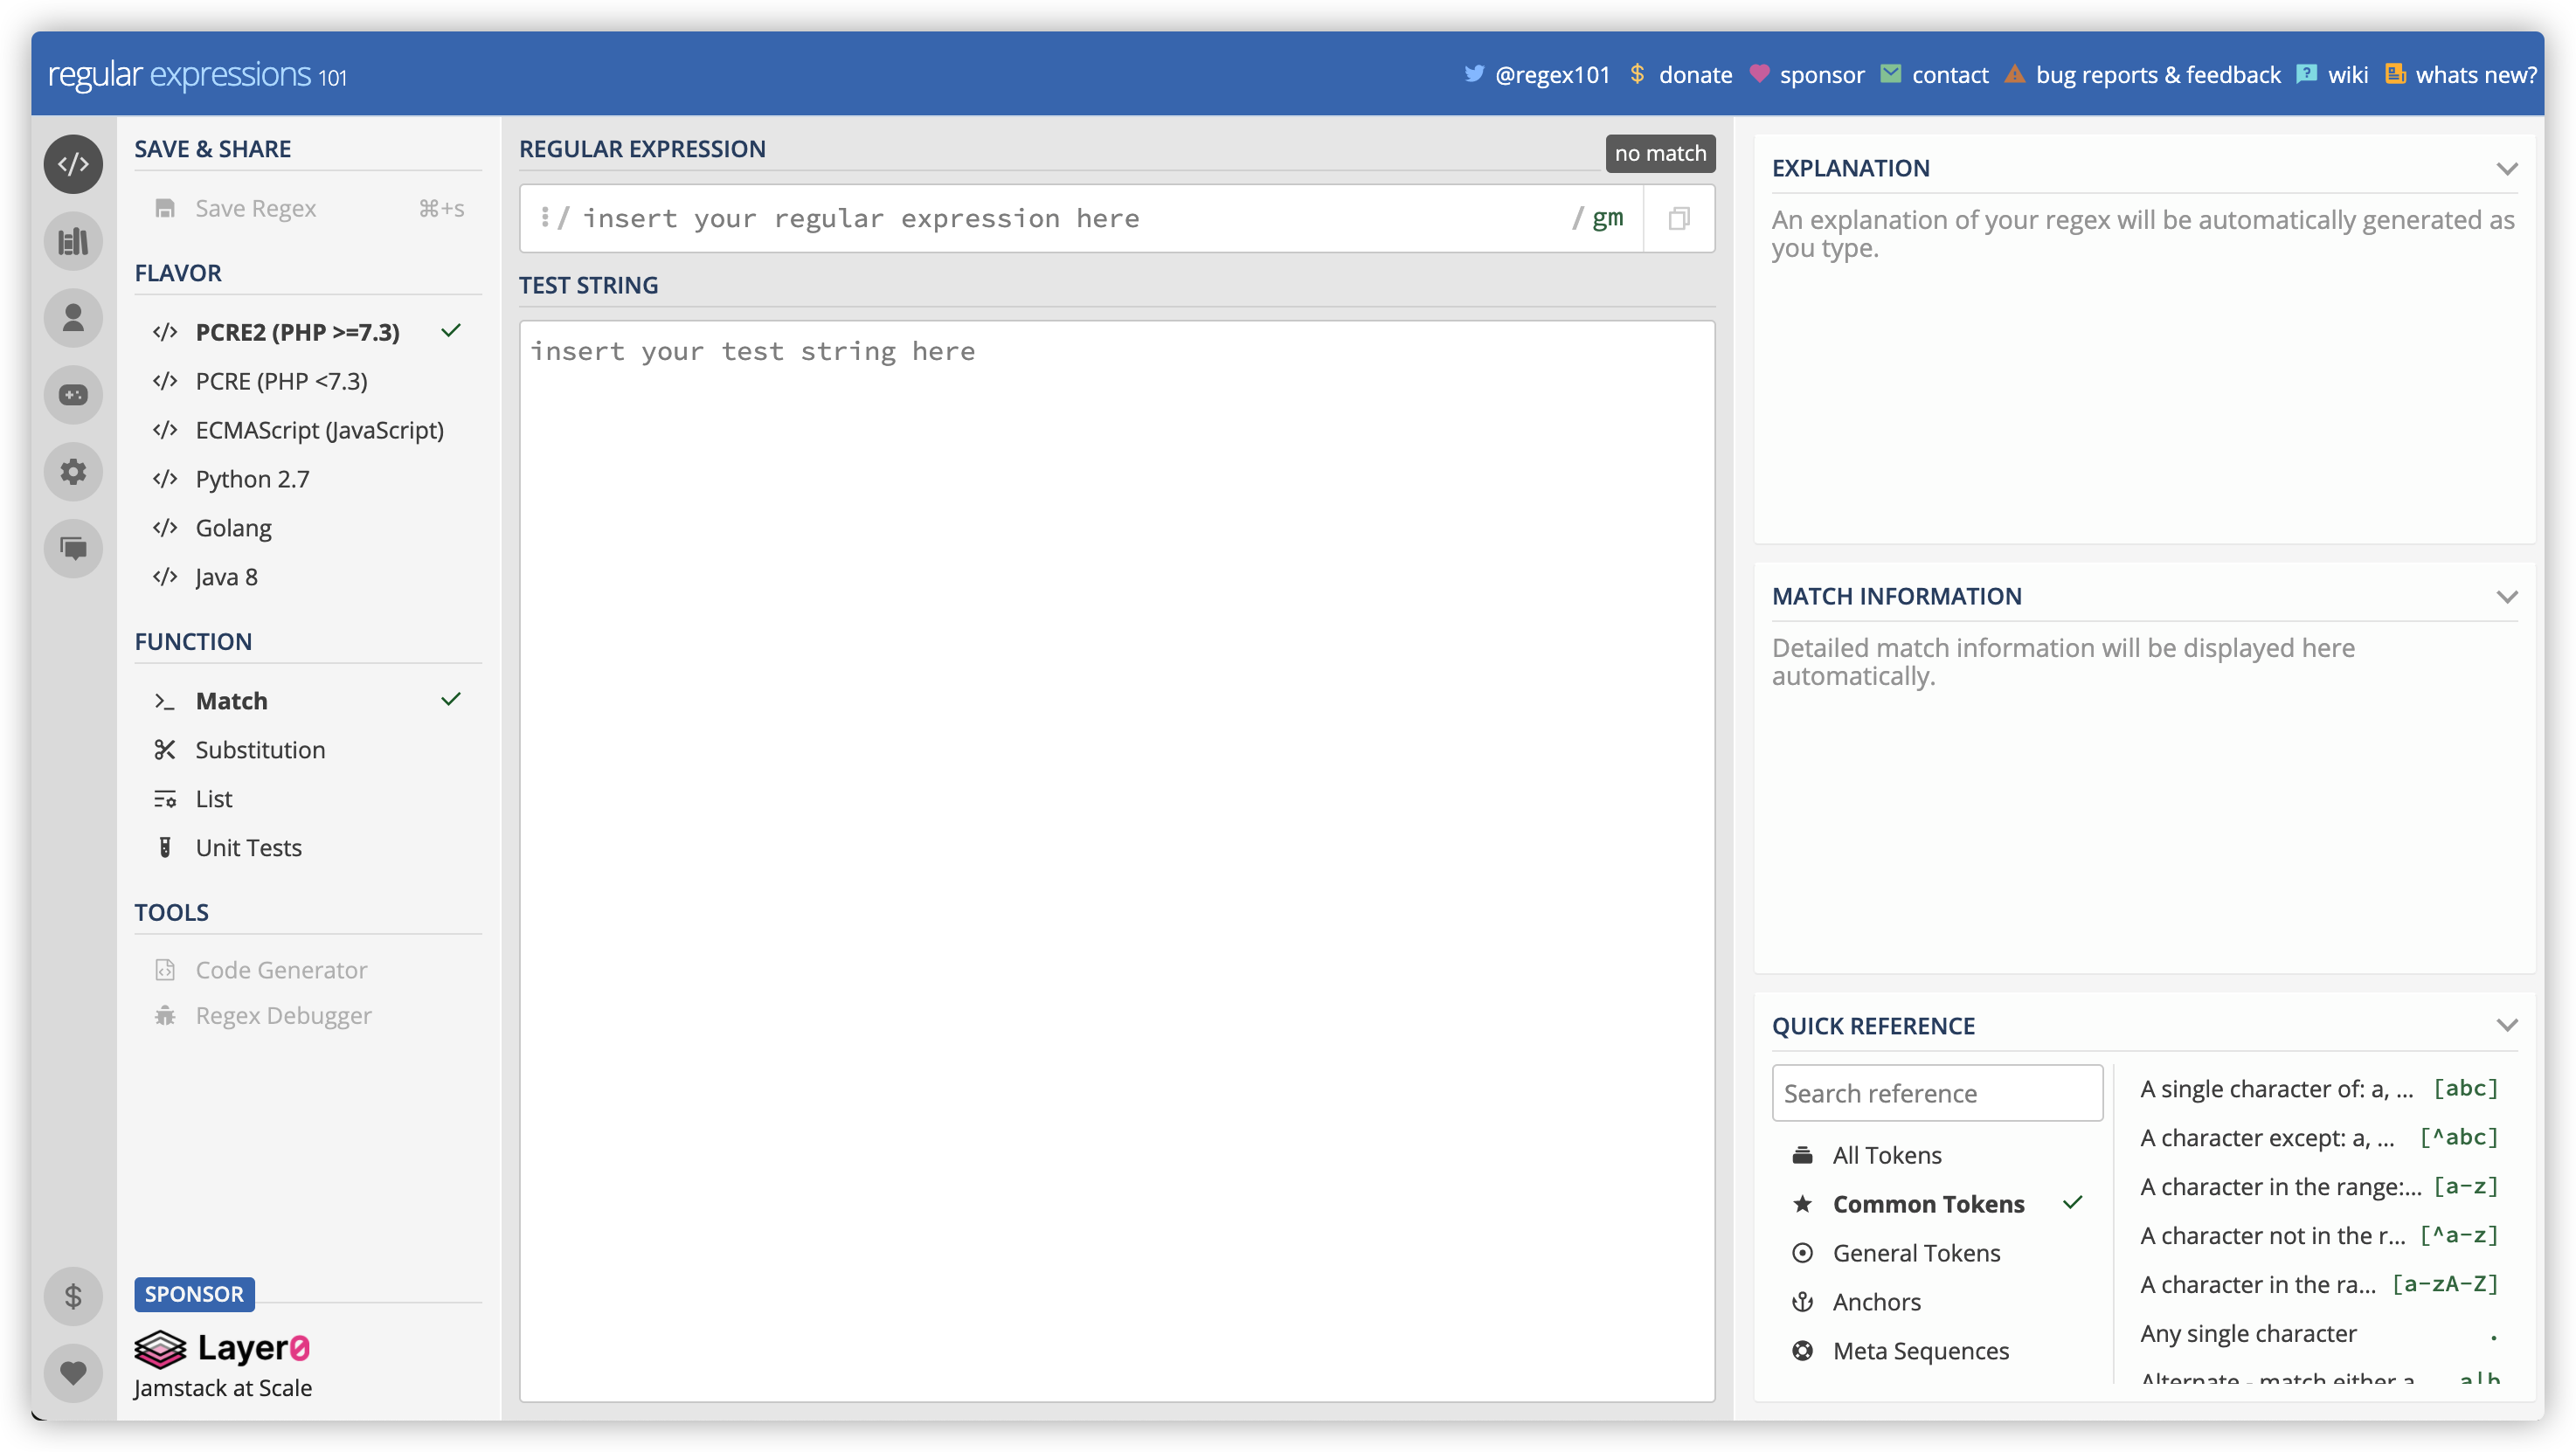 regular expressions 101
@regex101
$ donate
sponsor
contact
bug reports & feedback
wiki
whats new?
SAVE & SHARE
Save Regex ⌘+s
FLAVOR
</> PCRE2 (PHP >=7.3)
</> PCRE (PHP <7.3)
</> ECMAScript (JavaScript)
</> Python 2.7
</> Golang
</> Java 8
FUNCTION
Match
Substitution
List
Unit Tests
TOOLS
Code Generator
Regex Debugger
SPONSOR
Layer0
Jamstack at Scale
REGULAR EXPRESSION
no match
/ insert your regular expression here / gm
TEST STRING
insert your test string here
EXPLANATION
An explanation of your regex will be automatically generated as
you type.
MATCH INFORMATION
Detailed match information will be displayed here
automatically.
QUICK REFERENCE
Search reference
All Tokens
Common Tokens
General Tokens
Anchors
Meta Sequences
A single character of: a, ... [abc]
A character except: a, ... [^abc]
A character in the range:... [a-z]
A character not in the r... [^a-z]
A character in the ra... [a-zA-Z]
Any single character .
Alternate - match either a a|b